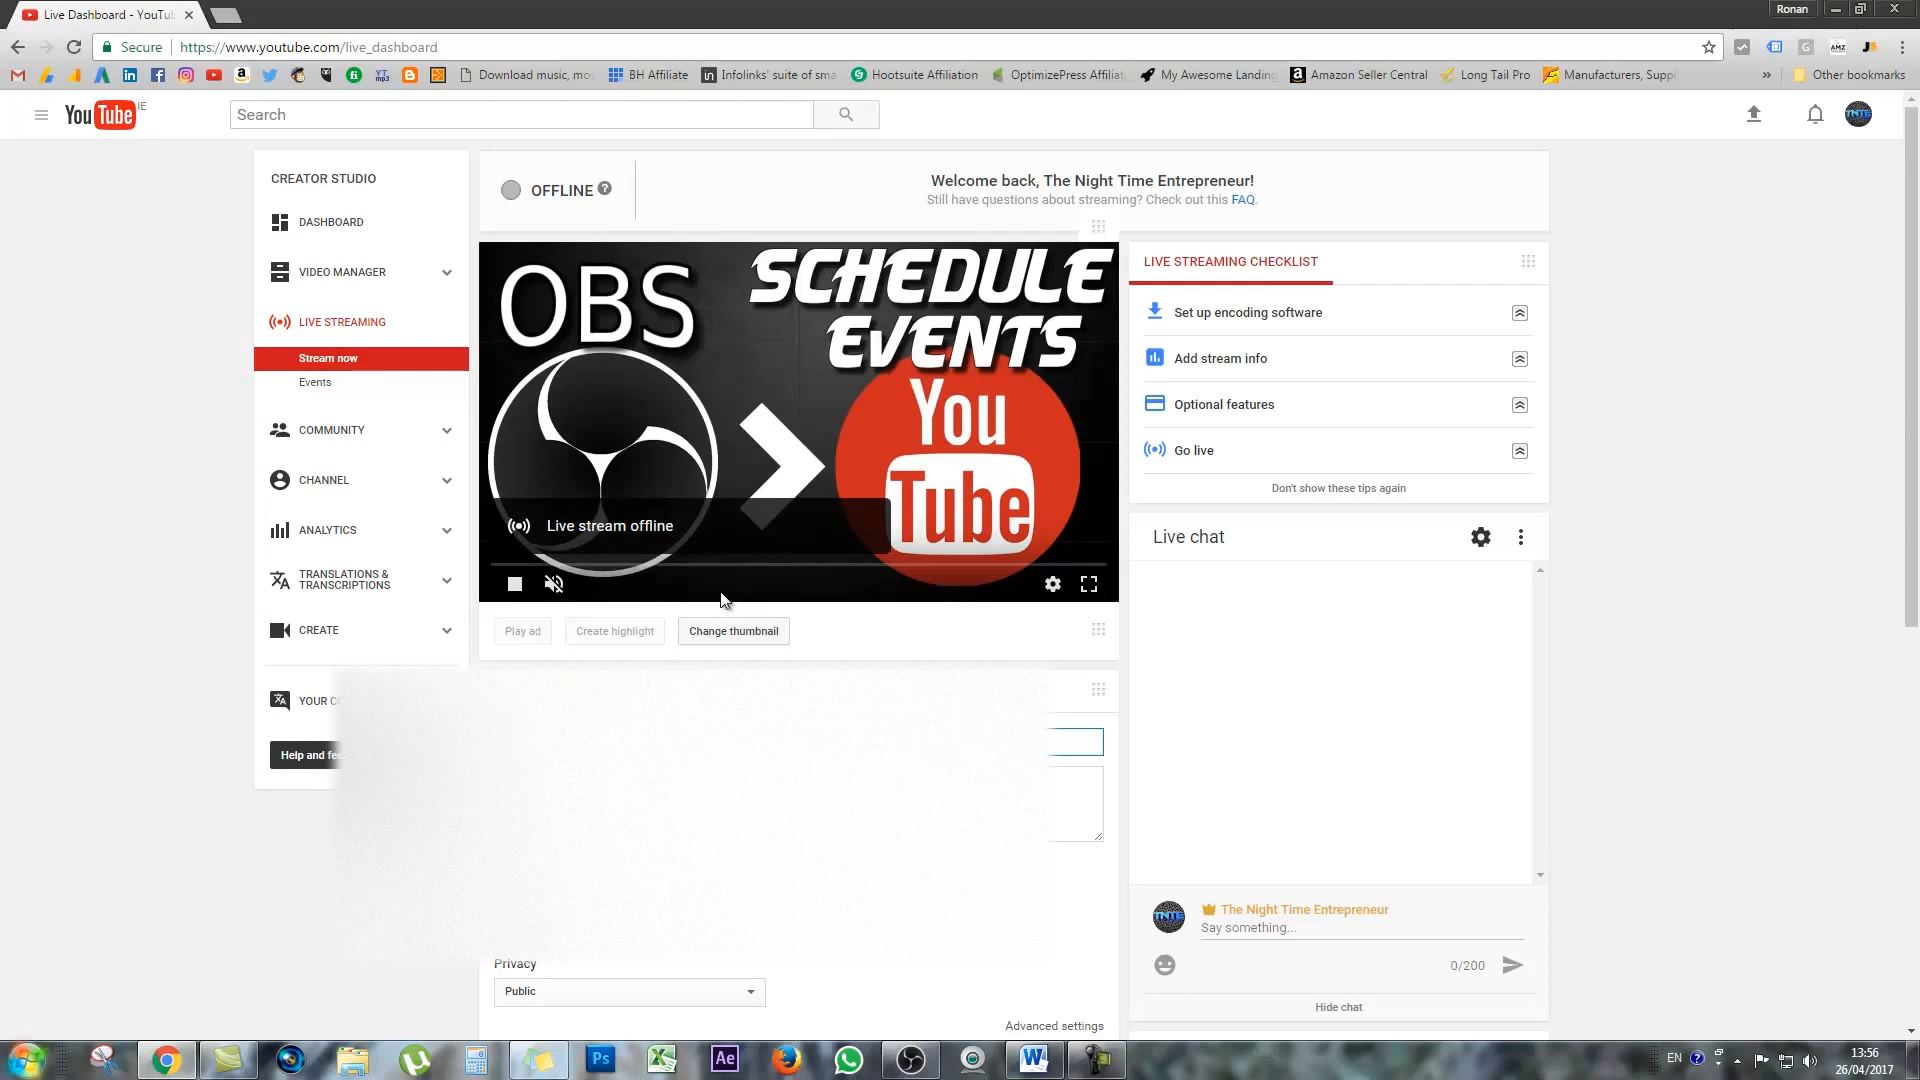 Live Dashboard - YouTu
Ronan
Secure
https://www.youtube.com/live_dashboard
Download music, mo
BH Affiliate
Infolinks' suite of sma
Hootsuite Affiliation
OptimizePress Affiliat
My Awesome Landing
Amazon Seller Central
Long Tail Pro
Manufacturers, Suppl
Other bookmarks
YouTube IE
Search
TNTE
CREATOR STUDIO
DASHBOARD
VIDEO MANAGER
LIVE STREAMING
Stream now
Events
COMMUNITY
CHANNEL
ANALYTICS
TRANSLATIONS &
TRANSCRIPTIONS
CREATE
YOUR C
Help and fe
OFFLINE ?
Welcome back, The Night Time Entrepreneur!
Still have questions about streaming? Check out this FAQ.
OBS
SCHEDULE
EVENTS
You
Tube
Live stream offline
Play ad
Create highlight
Change thumbnail
Privacy
Public
Advanced settings
LIVE STREAMING CHECKLIST
Set up encoding software
Add stream info
Optional features
Go live
Don't show these tips again
Live chat
TNTE
The Night Time Entrepreneur
Say something...
0/200
Hide chat
Ps
Ae
W
EN
13:56
26/04/2017